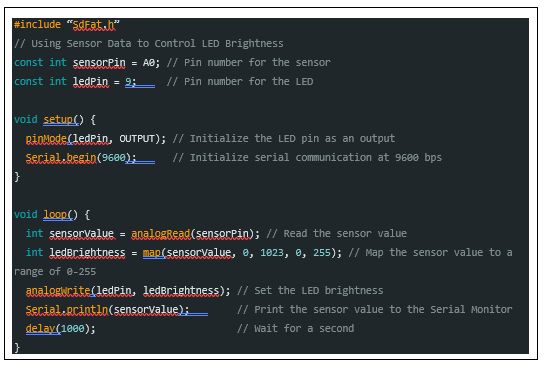 #include “SdFat.h”
// Using Sensor Data to Control LED Brightness
const int sensorPin = A0; // Pin number for the sensor
const int ledPin = 9;     // Pin number for the LED
void setup() {
  pinMode(ledPin, OUTPUT); // Initialize the LED pin as an output
  Serial.begin(9600);     // Initialize serial communication at 9600 bps
}
void loop() {
  int sensorValue = analogRead(sensorPin); // Read the sensor value
  int ledBrightness = map(sensorValue, 0, 1023, 0, 255); // Map the sensor value to a
range of 0-255
  analogWrite(ledPin, ledBrightness); // Set the LED brightness
  Serial.println(sensorValue);        // Print the sensor value to the Serial Monitor
  delay(1000);                        // Wait for a second
}